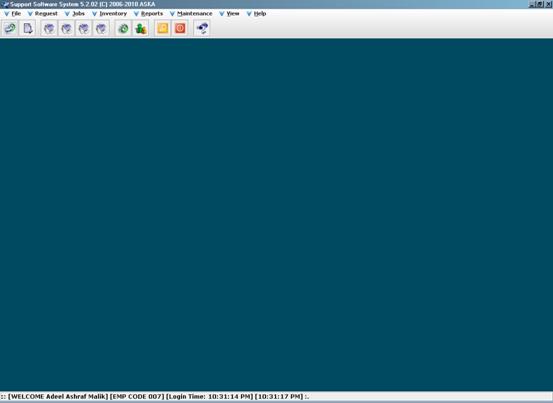 Support Software System 5.2.02 (C) 2006-2010 ASKA
File Request Jobs Inventory Reports Maintenance View Help
:: [WELCOME Adeel Ashraf Malik] [EMP CODE 007] [Login Time: 10:31:14 PM] [10:31:17 PM] :.